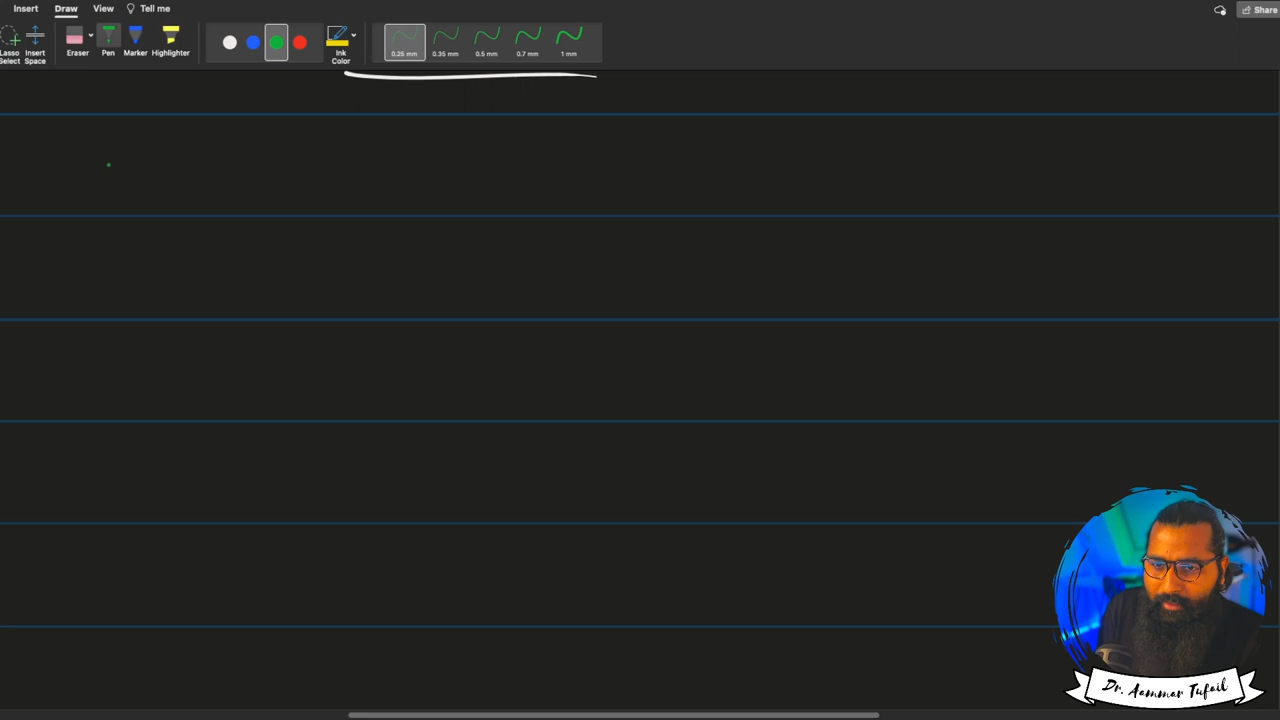 Insert Draw View Tell me Share
Lasso Select
Insert Space
Eraser
Pen
Marker
Highlighter
Ink Color
0.25 mm
0.35 mm
0.5 mm
0.7 mm
1 mm
Dr. Aammar Tufail